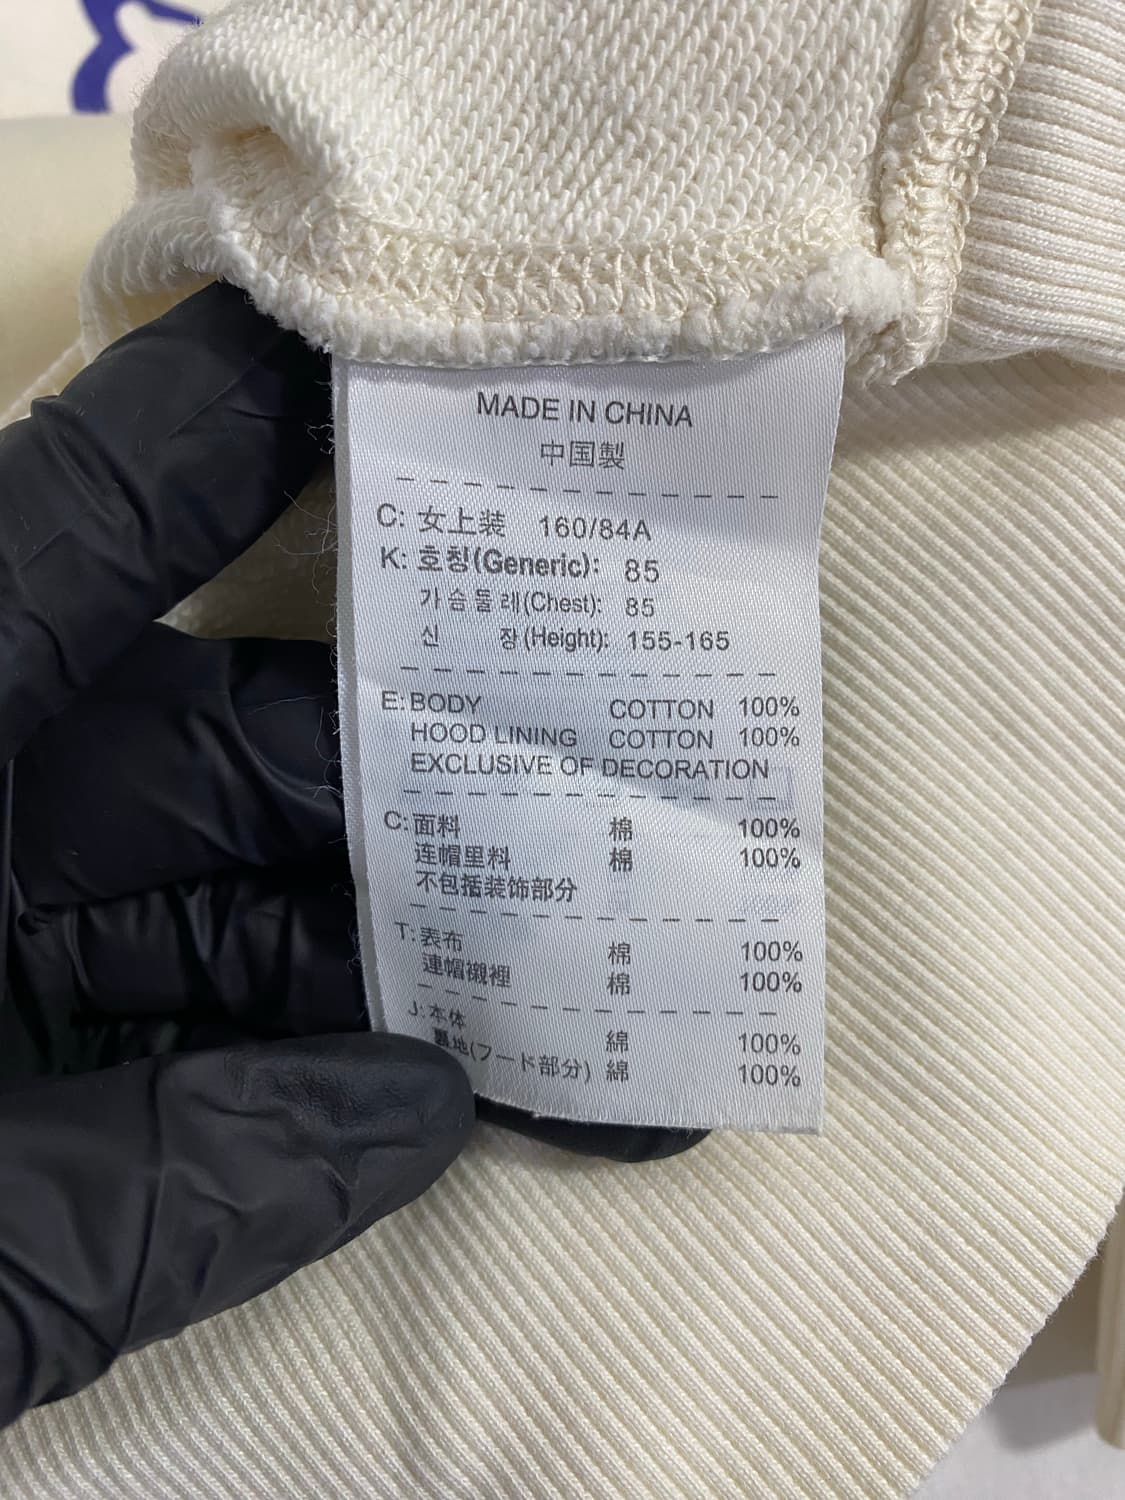 MADE IN CHINA
中国製
C: 女上装 160/84A
K: 호칭(Generic): 85
가슴둘레(Chest): 85
신 장(Height): 155-165
E: BODY COTTON 100%
HOOD LINING COTTON 100%
EXCLUSIVE OF DECORATION
C: 面料 棉 100%
连帽里料 棉 100%
不包括装饰部分
T: 表布 棉 100%
連帽襯裡 棉 100%
J: 本体 綿 100%
裏地(フード部分) 綿 100%